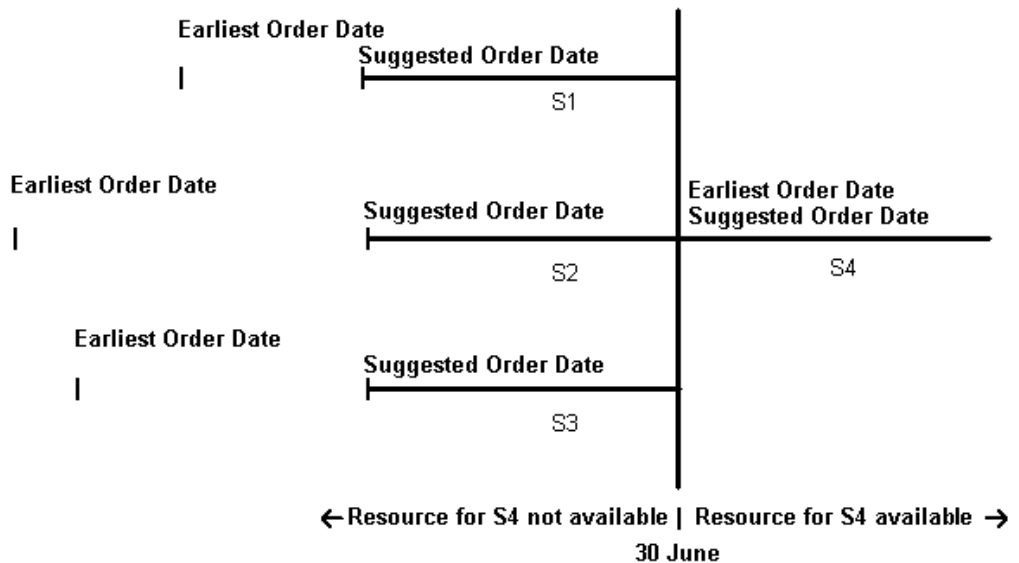 Earliest Order Date
Suggested Order Date
S1
Earliest Order Date
Suggested Order Date
Earliest Order Date
Suggested Order Date
S2
S4
Earliest Order Date
Suggested Order Date
S3
← Resource for S4 not available | Resource for S4 available →
30 June